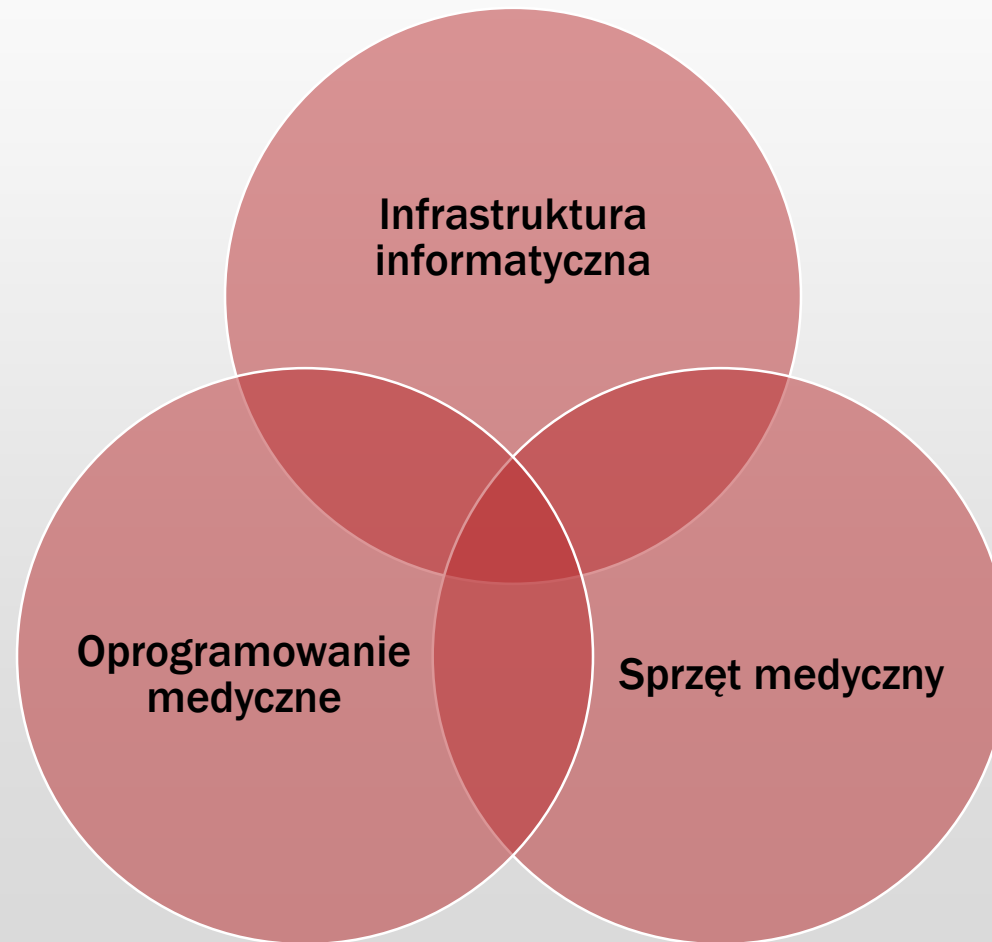 Infrastruktura
informatyczna
Oprogramowanie
medyczne
Sprzęt medyczny